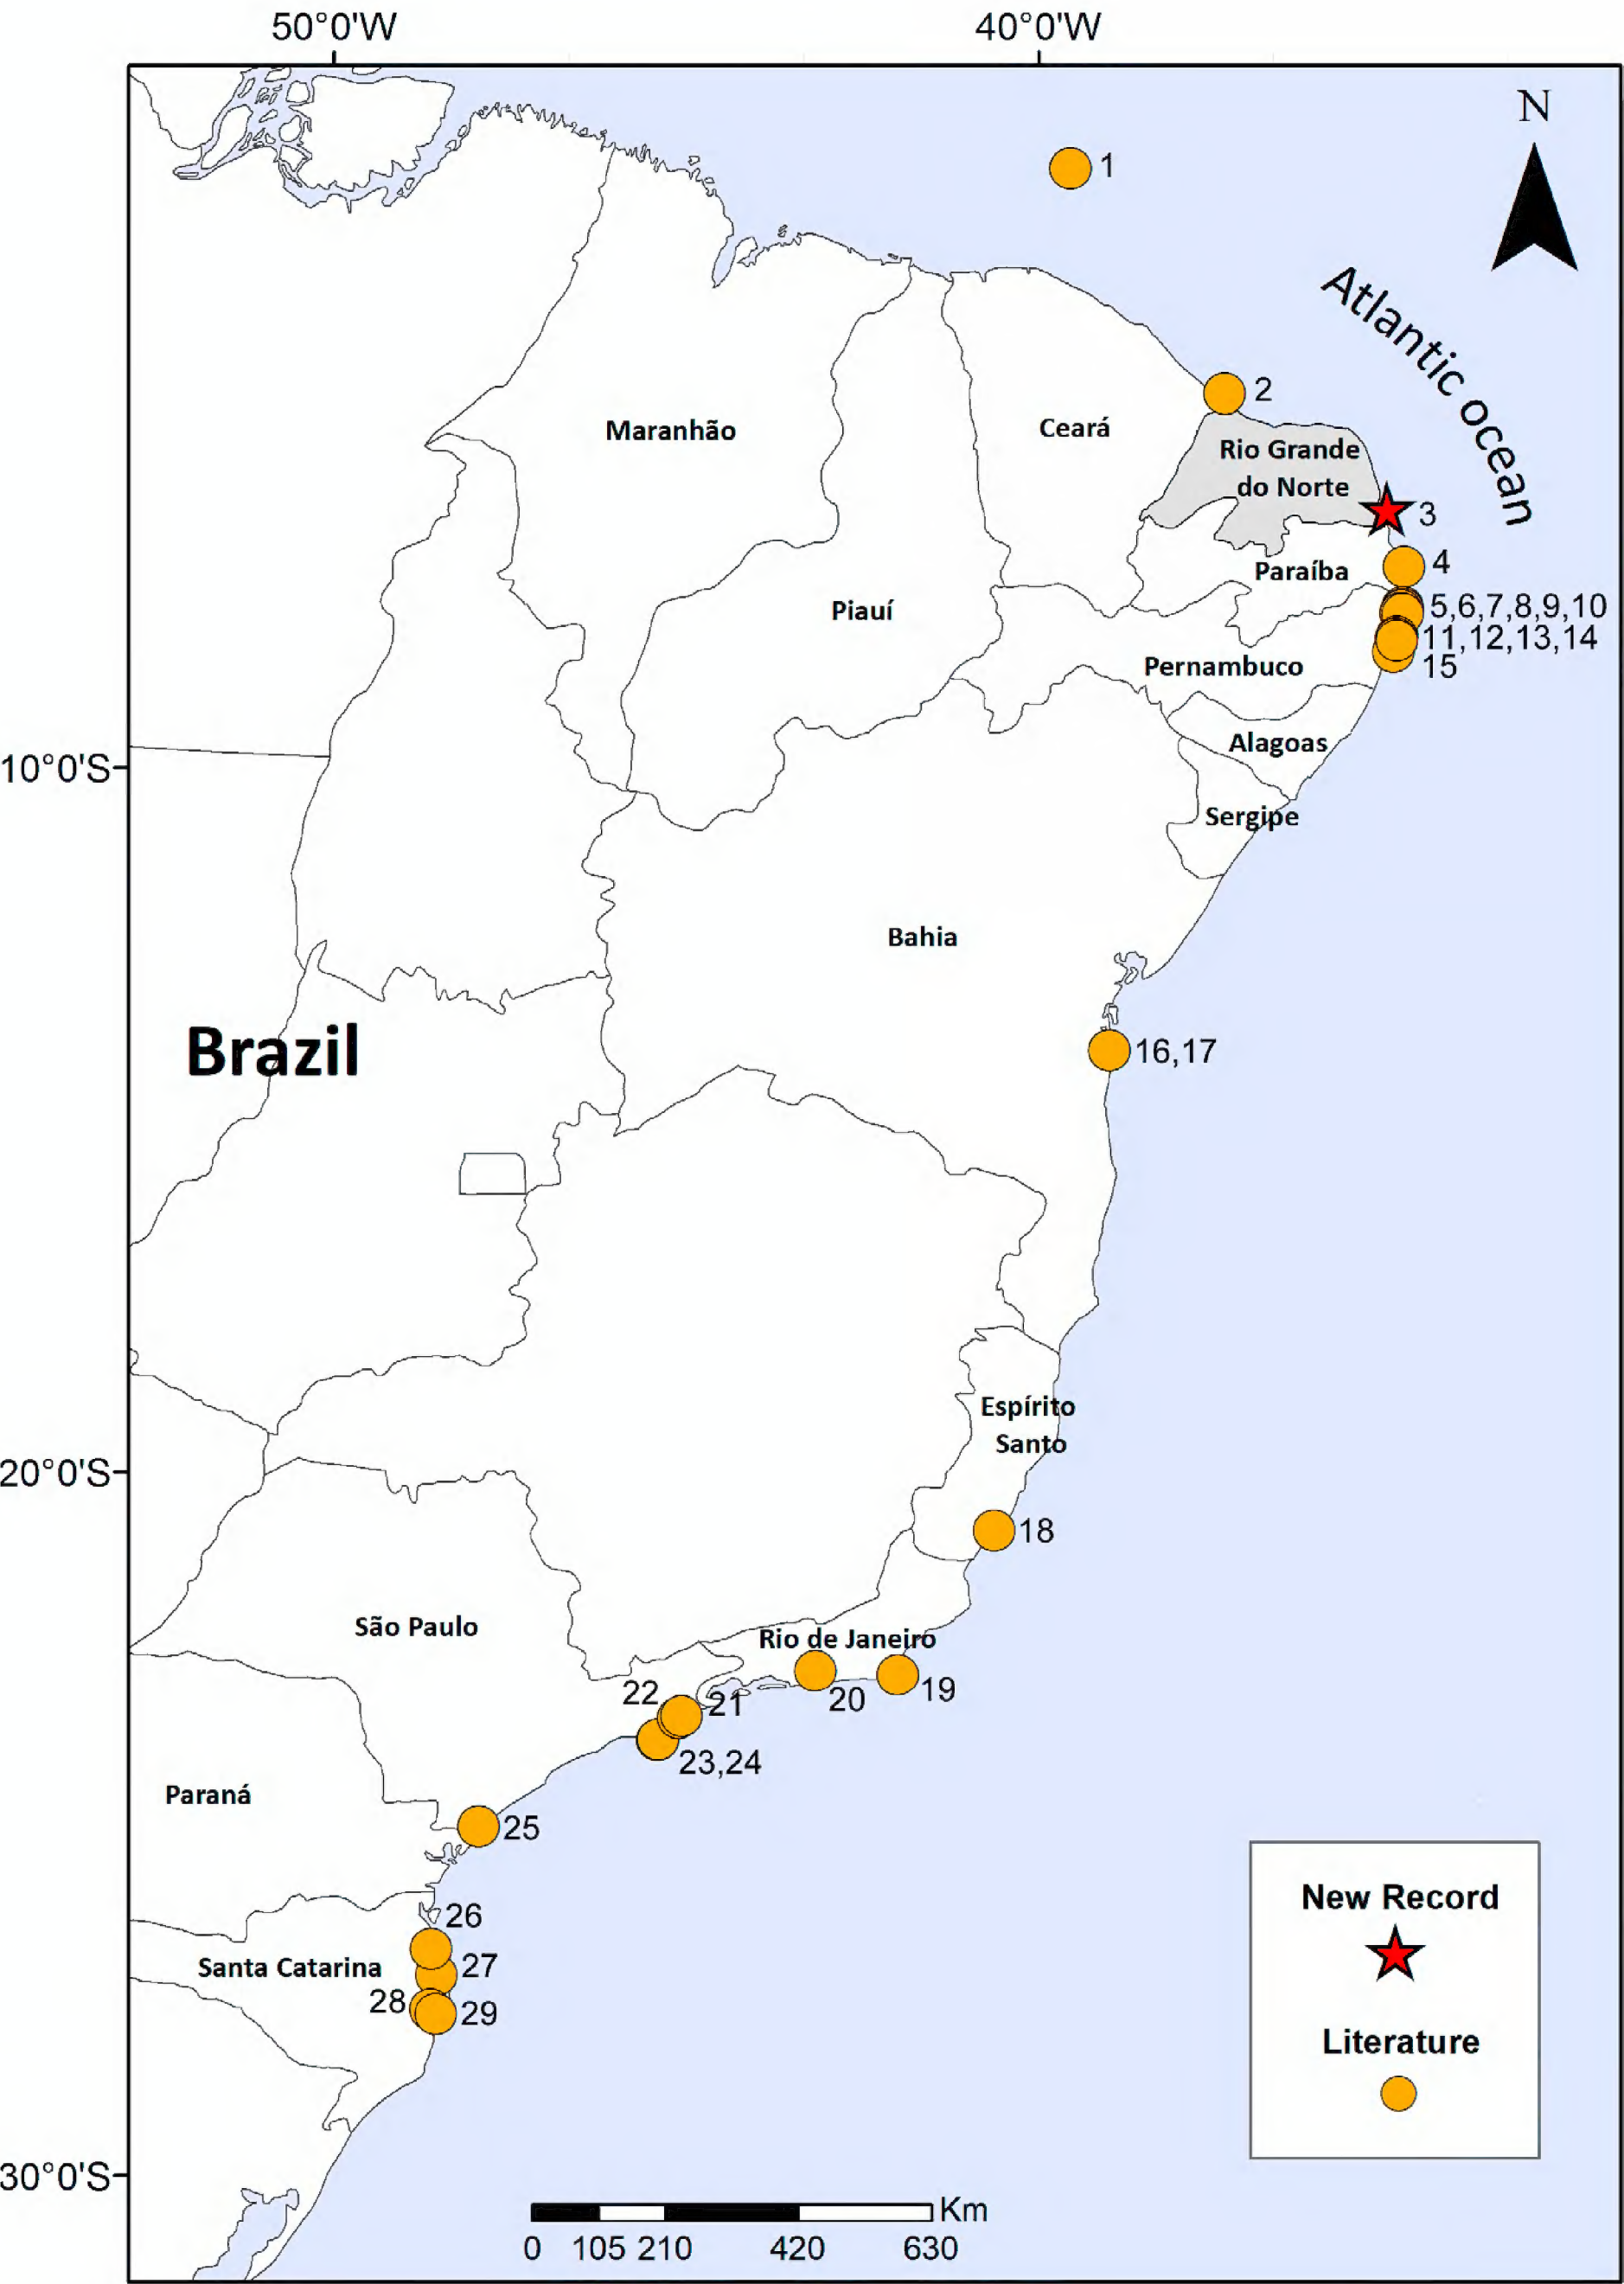 50°0'W
40°0'W
N
1
Atlantic ocean
2
Maranhão
Ceará
Rio Grande
do Norte
3
4
Paraíba
5,6,7,8,9,10
Piauí
11,12,13,14
15
Pernambuco
Alagoas
10°0'S
Sergipe
Bahia
Brazil
16,17
Espírito
Santo
20°0'S
18
São Paulo
Rio de Janeiro
19
20
21
22
23,24
Paraná
25
New Record
26
Santa Catarina
27
28
29
Literature
30°0'S
Km
0 105 210 420 630